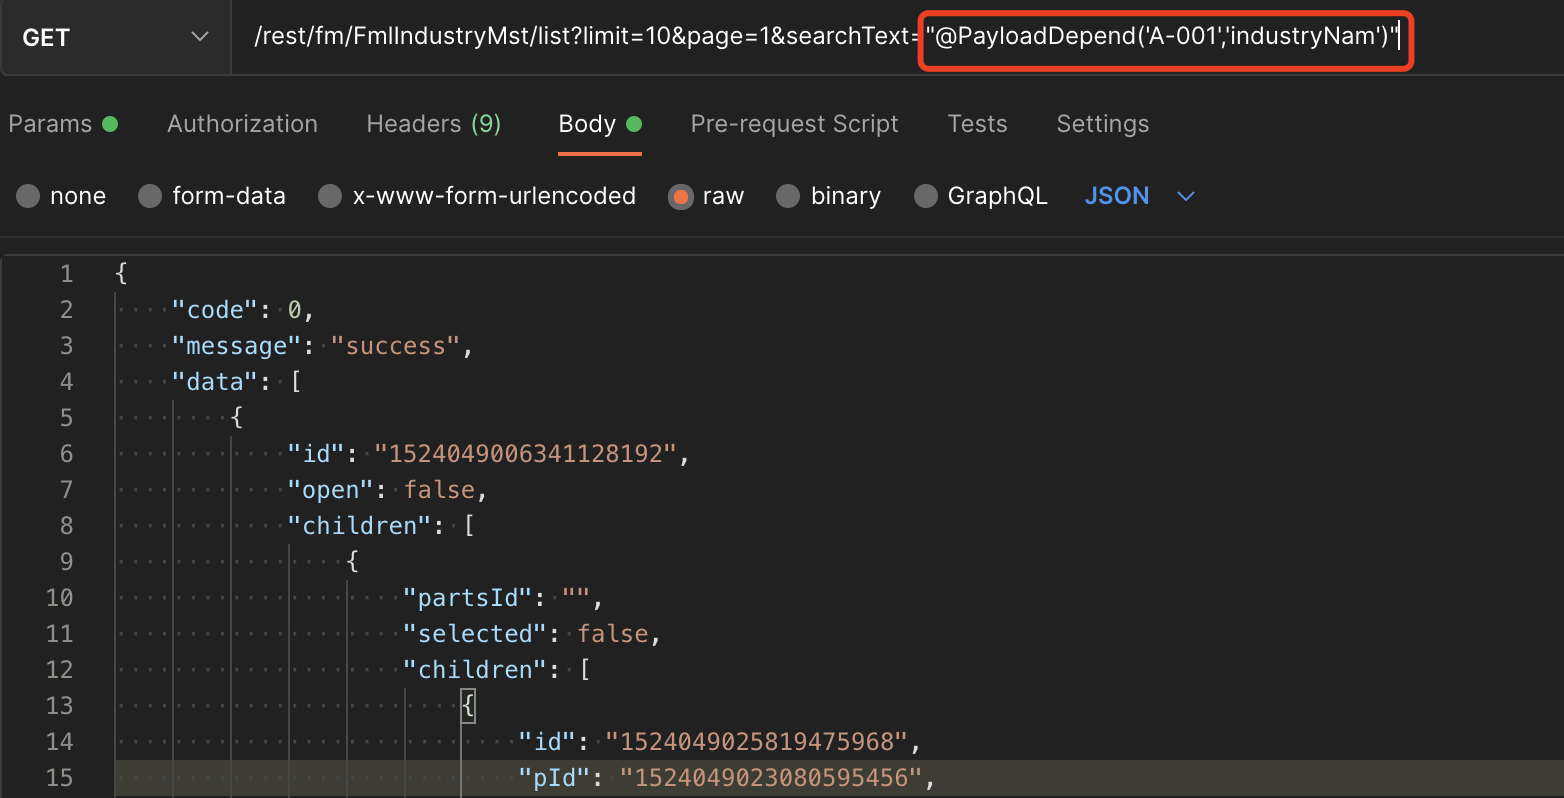 GET /rest/fm/FmlIndustryMst/list?limit=10&page=1&searchText="@PayloadDepend('A-001','industryNam')"
Params Authorization Headers (9) Body Pre-request Script Tests Settings
none form-data x-www-form-urlencoded raw binary GraphQL JSON
1 {
2 "code": 0,
3 "message": "success",
4 "data": [
5 {
6 "id": "1524049006341128192",
7 "open": false,
8 "children": [
9 {
10 "partsId": "",
11 "selected": false,
12 "children": [
13 {
14 "id": "1524049025819475968",
15 "pId": "1524049023080595456",